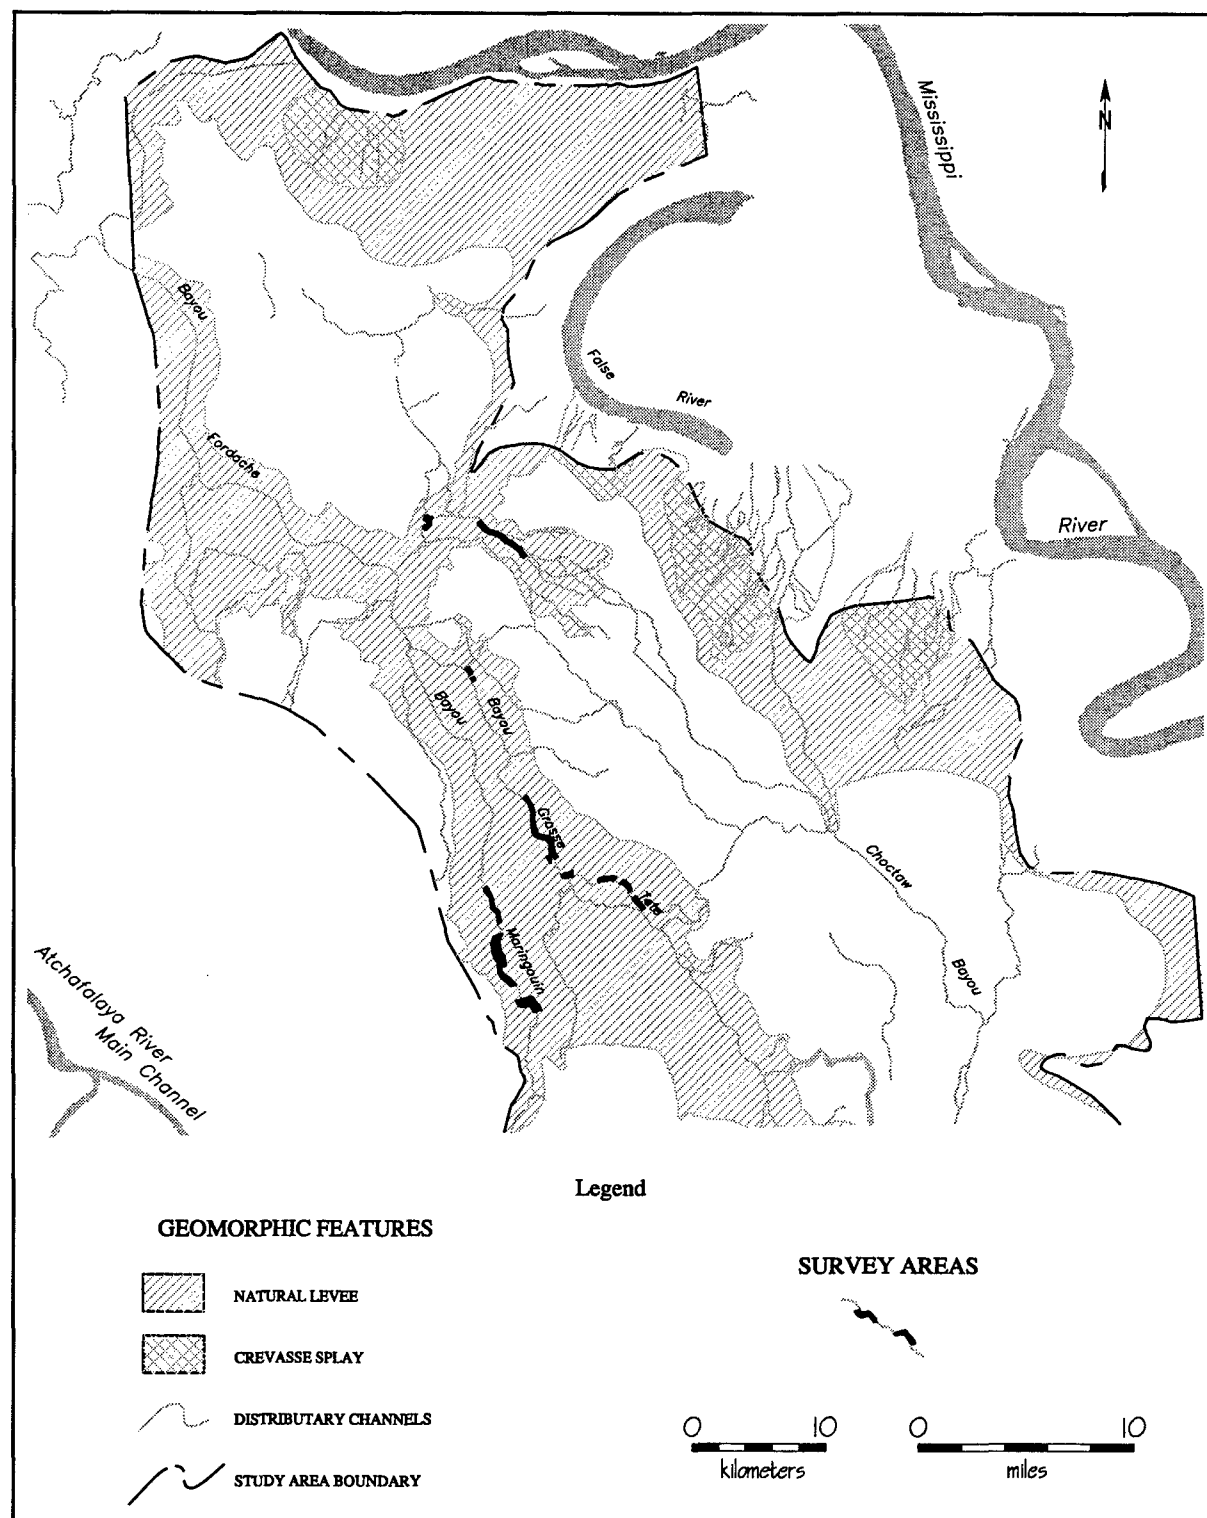 N
Mississippi
Bayou
False
River
Fordoche
River
Bayou
Bayou
Grosse
Choctaw
Tete
Maringouin
Bayou
Atchafalaya River
Main Channel
Legend
GEOMORPHIC FEATURES
NATURAL LEVEE
CREVASSE SPLAY
DISTRIBUTARY CHANNELS
STUDY AREA BOUNDARY
SURVEY AREAS
0 10
kilometers
0 10
miles